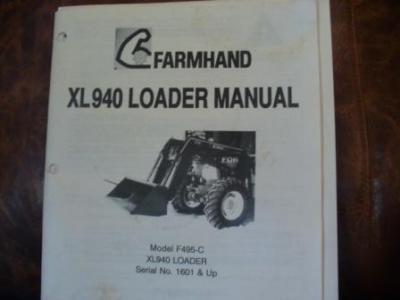 FARMHAND
XL940 LOADER MANUAL
Model F495-C
XL940 LOADER
Serial No. 1601 & Up